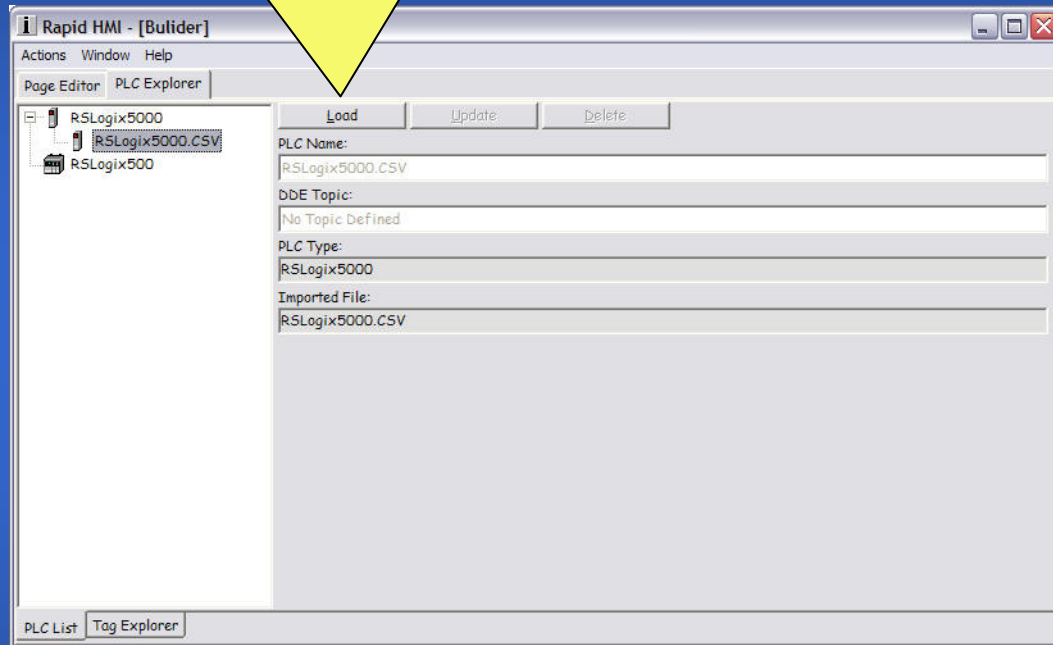 Rapid HMI - [Bulider]
Actions Window Help
Page Editor PLC Explorer
RSLogix5000
RSLogix5000.CSV
RSLogix500
Load Update Delete
PLC Name:
RSLogix5000.CSV
DDE Topic:
No Topic Defined
PLC Type:
RSLogix5000
Imported File:
RSLogix5000.CSV
PLC List Tag Explorer